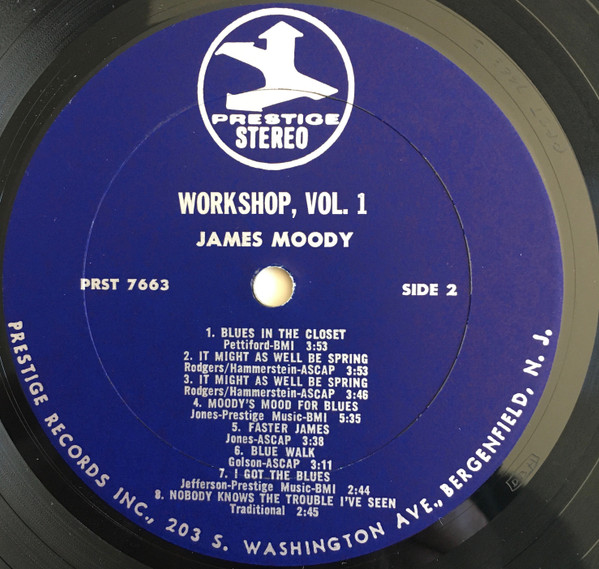 PRESTIGE
STEREO
WORKSHOP, VOL. 1
JAMES MOODY
PRST 7663
SIDE 2
1. BLUES IN THE CLOSET
Pettiford-BMI 3:53
2. IT MIGHT AS WELL BE SPRING
Rodgers/Hammerstein-ASCAP 3:53
3. IT MIGHT AS WELL BE SPRING
Rodgers/Hammerstein-ASCAP 3:46
4. MOODY'S MOOD FOR BLUES
Jones-Prestige Music-BMI 5:35
5. FASTER JAMES
Jones-ASCAP 3:38
6. BLUE WALK
Golson-ASCAP 3:11
7. I GOT THE BLUES
Jefferson-Prestige Music-BMI 2:44
8. NOBODY KNOWS THE TROUBLE I'VE SEEN
Traditional 2:45
PRESTIGE RECORDS INC., 203 S. WASHINGTON AVE., BERGENFIELD, N. J.